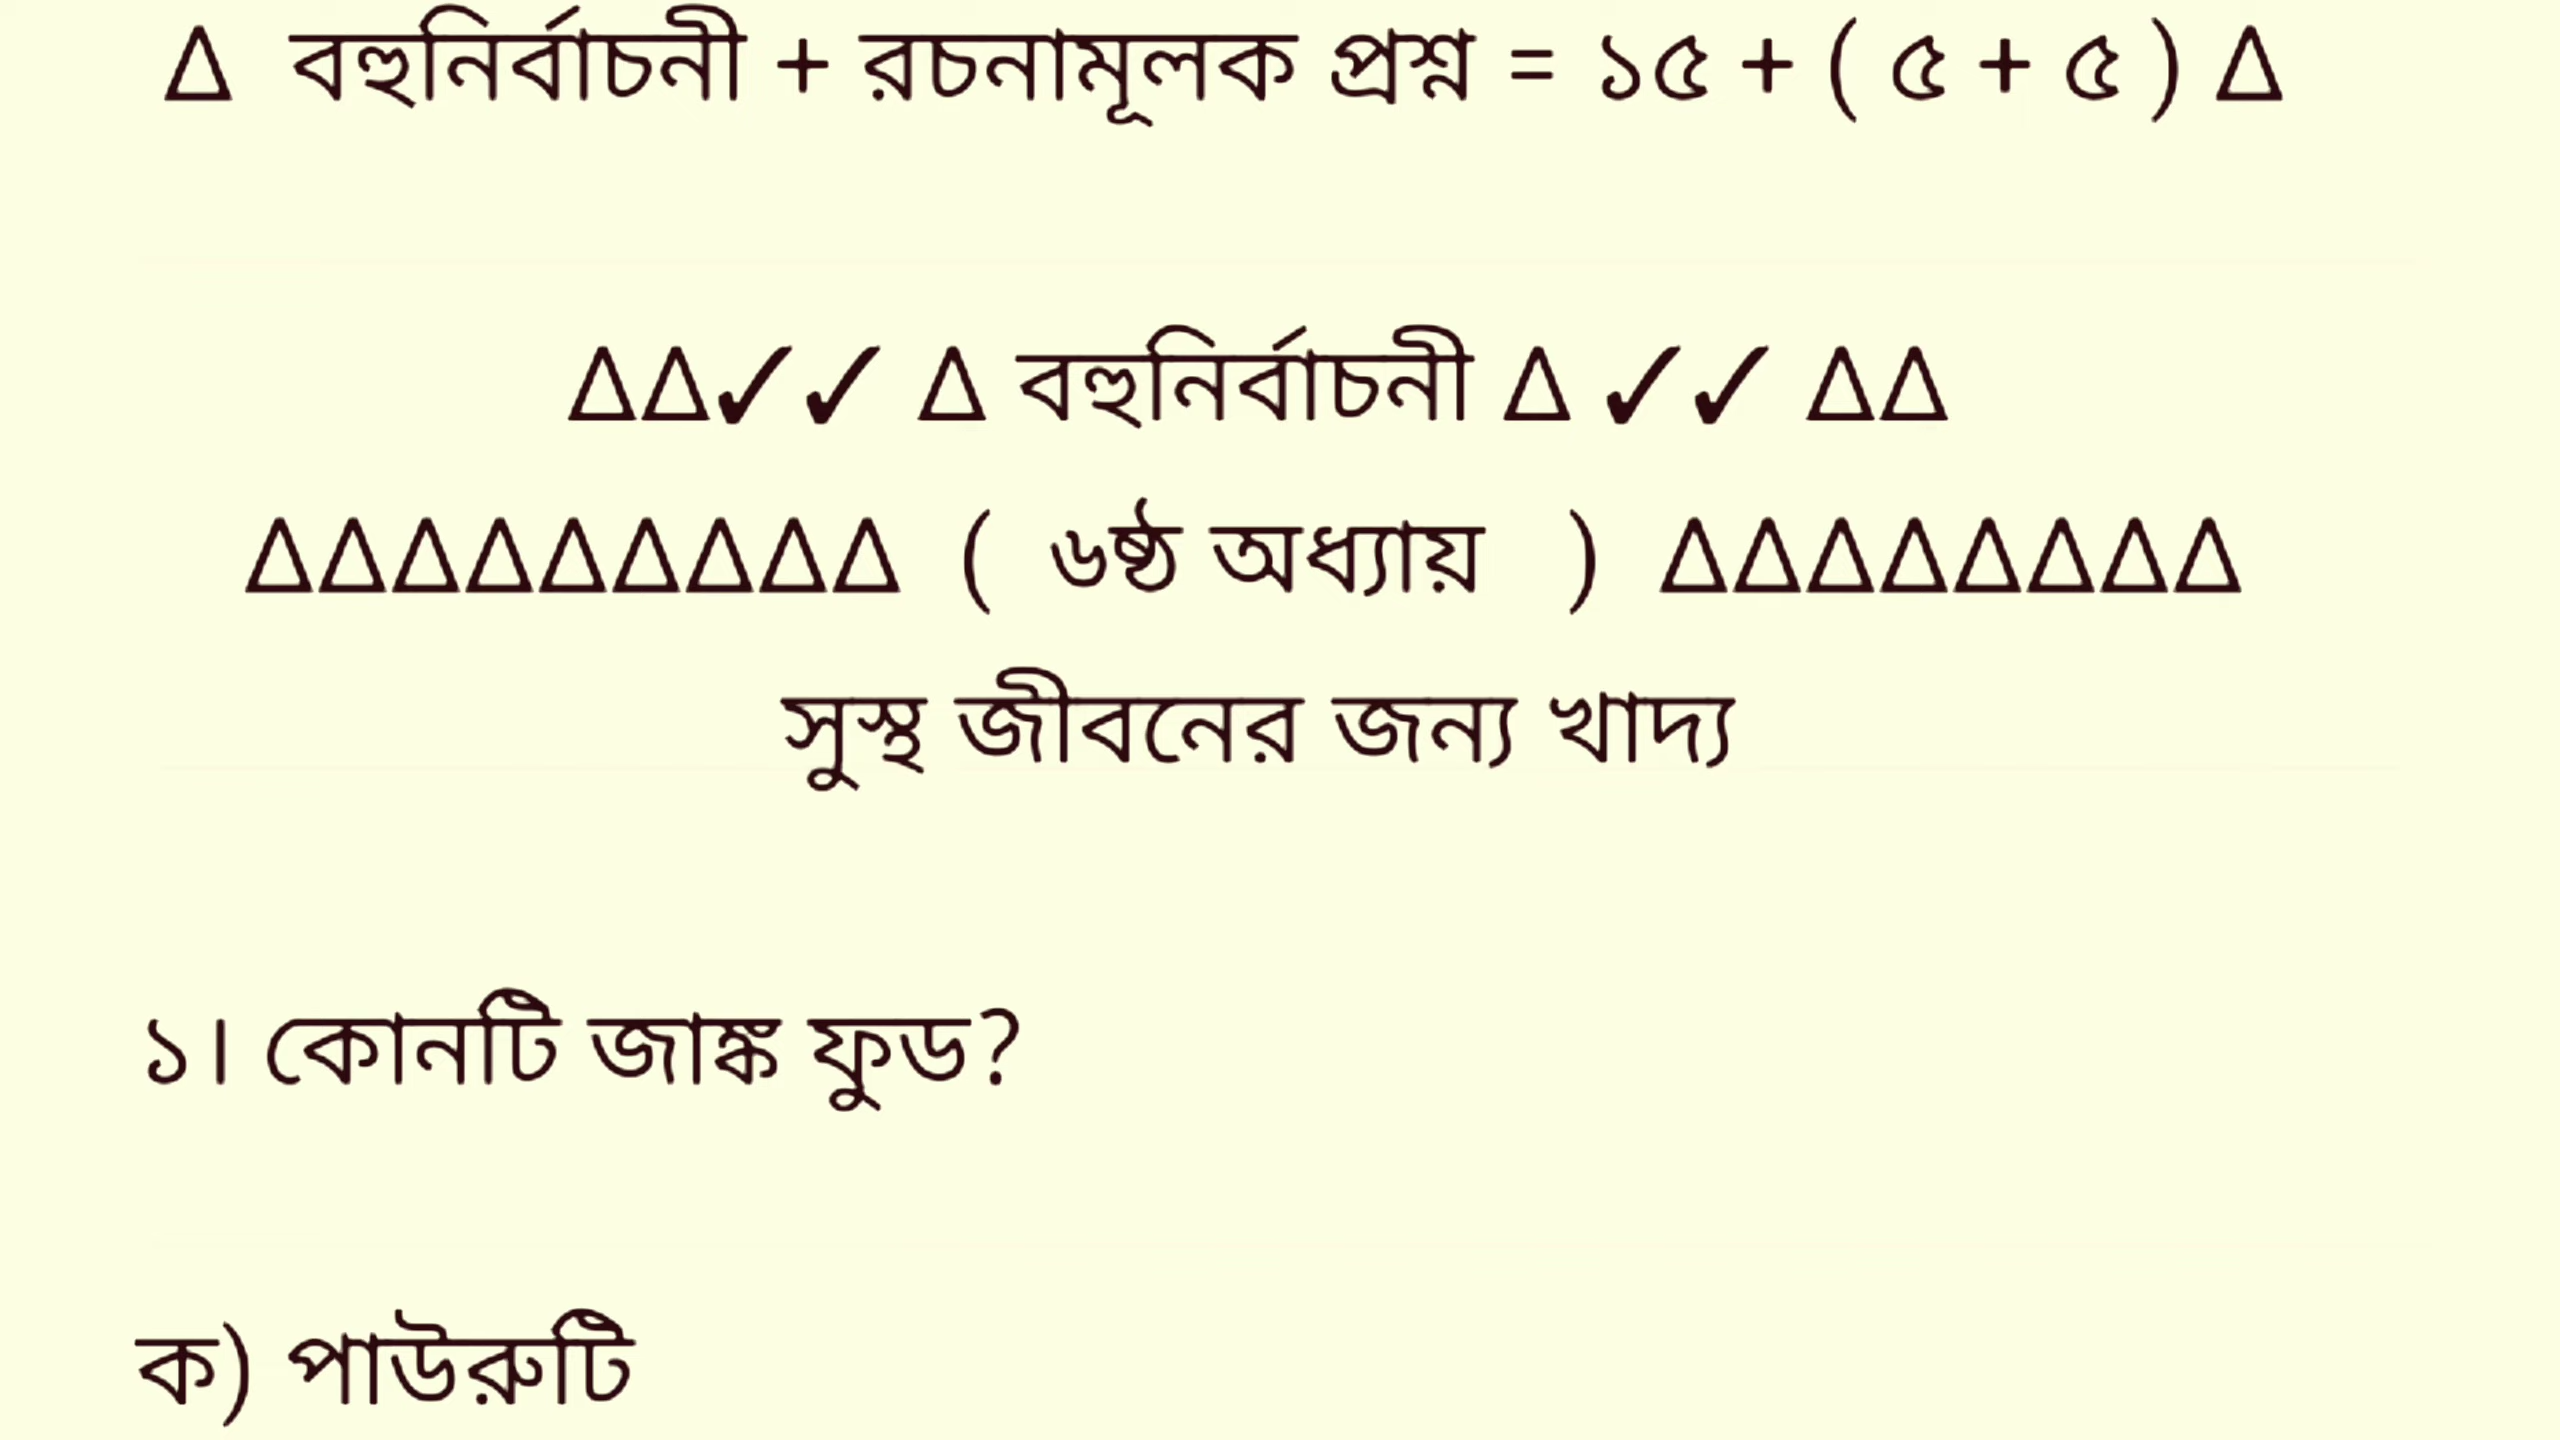 ∆ বহুনির্বাচনী + রচনামূলক প্রশ্ন = ১৫ + ( ৫ + ৫ ) ∆
∆∆✓✓ ∆ বহুনির্বাচনী ∆ ✓✓ ∆∆
∆∆∆∆∆∆∆∆∆ ( ৬ষ্ঠ অধ্যায় ) ∆∆∆∆∆∆∆∆
সুস্থ জীবনের জন্য খাদ্য
১। কোনটি জাঙ্ক ফুড?
ক) পাউরুটি